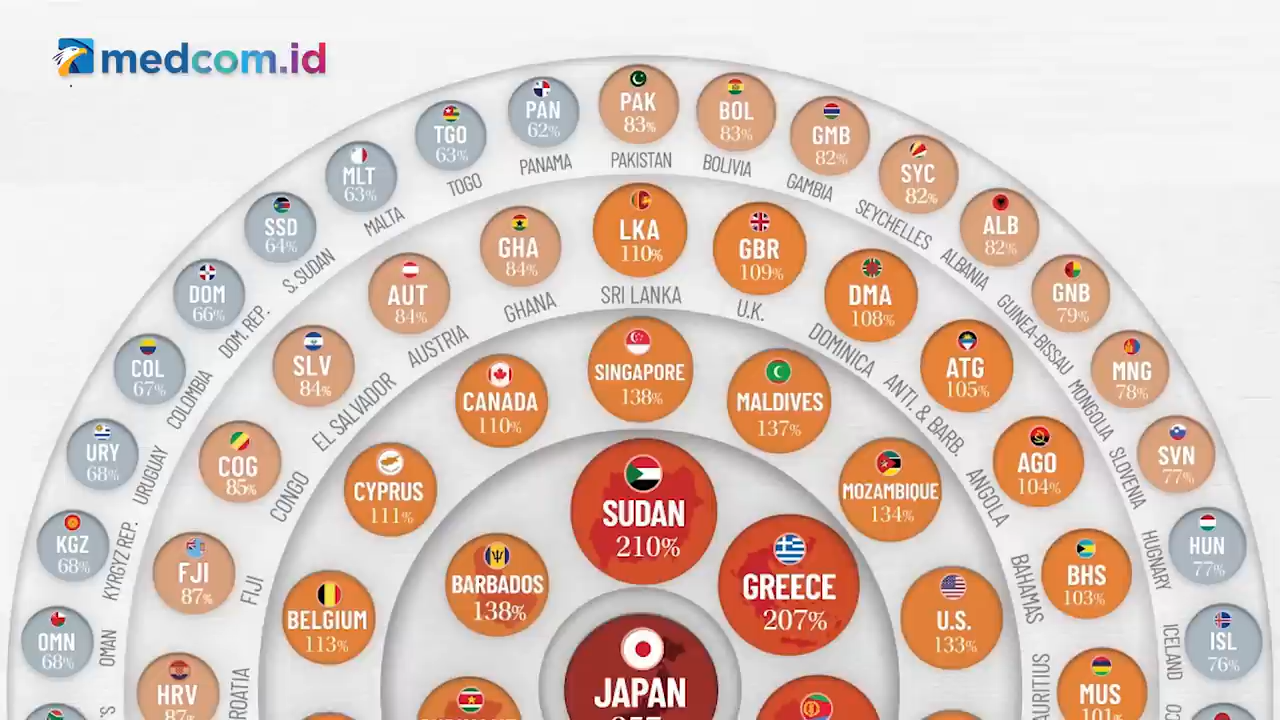 medcom.id
PAK
83%
PAKISTAN
BOL
83%
BOLIVIA
GMB
82%
GAMBIA
SYC
82%
SEYCHELLES
ALB
82%
ALBANIA
GNB
79%
GUINEA-BISSAU
MNG
78%
MONGOLIA
SVN
77%
SLOVENIA
HUN
77%
HUGNARY
ISL
76%
ICELAND
PAN
62%
PANAMA
TGO
63%
TOGO
MLT
63%
MALTA
SSD
64%
S. SUDAN
DOM
66%
DOM. REP.
COL
67%
COLOMBIA
URY
68%
URUGUAY
KGZ
68%
KYRGYZ REP.
OMN
68%
OMAN
LKA
110%
SRI LANKA
GBR
109%
U.K.
DMA
108%
DOMINICA
ATG
105%
ANTI. & BARB.
AGO
104%
ANGOLA
BHS
103%
BAHAMAS
MUS
101%
GHA
84%
GHANA
AUT
84%
AUSTRIA
SLV
84%
EL SALVADOR
COG
85%
CONGO
FJI
87%
FIJI
HRV
87%
SINGAPORE
138%
MALDIVES
137%
MOZAMBIQUE
134%
U.S.
133%
CANADA
110%
CYPRUS
111%
BELGIUM
113%
SUDAN
210%
GREECE
207%
BARBADOS
138%
JAPAN